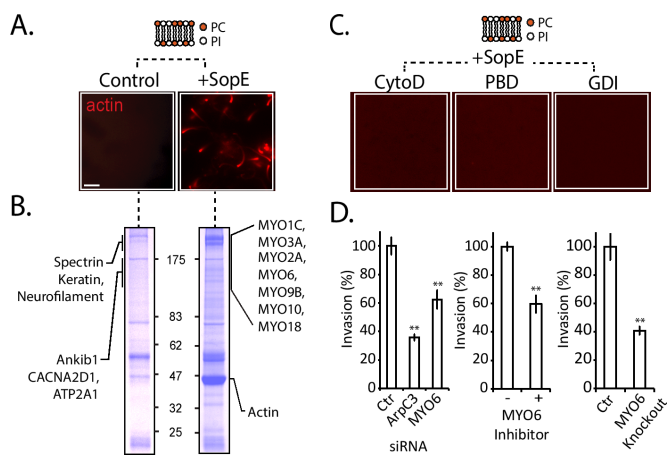 A.
PC
PI
Control
+SopE
actin
B.
Spectrin
Keratin,
Neurofilament
Ankib1
CACNA2D1,
ATP2A1
175
83
62
47
32
25
MYO1C,
MYO3A,
MYO2A,
MYO6,
MYO9B,
MYO10,
MYO18
Actin
C.
PC
PI
+SopE
CytoD
PBD
GDI
D.
Invasion (%)
100
80
60
40
20
0
**
**
Ctr
ArpC3
MYO6
siRNA
Invasion (%)
100
80
60
40
20
0
**
-
+
MYO6
Inhibitor
Invasion (%)
100
80
60
40
20
0
**
Ctr
MYO6
Knockout